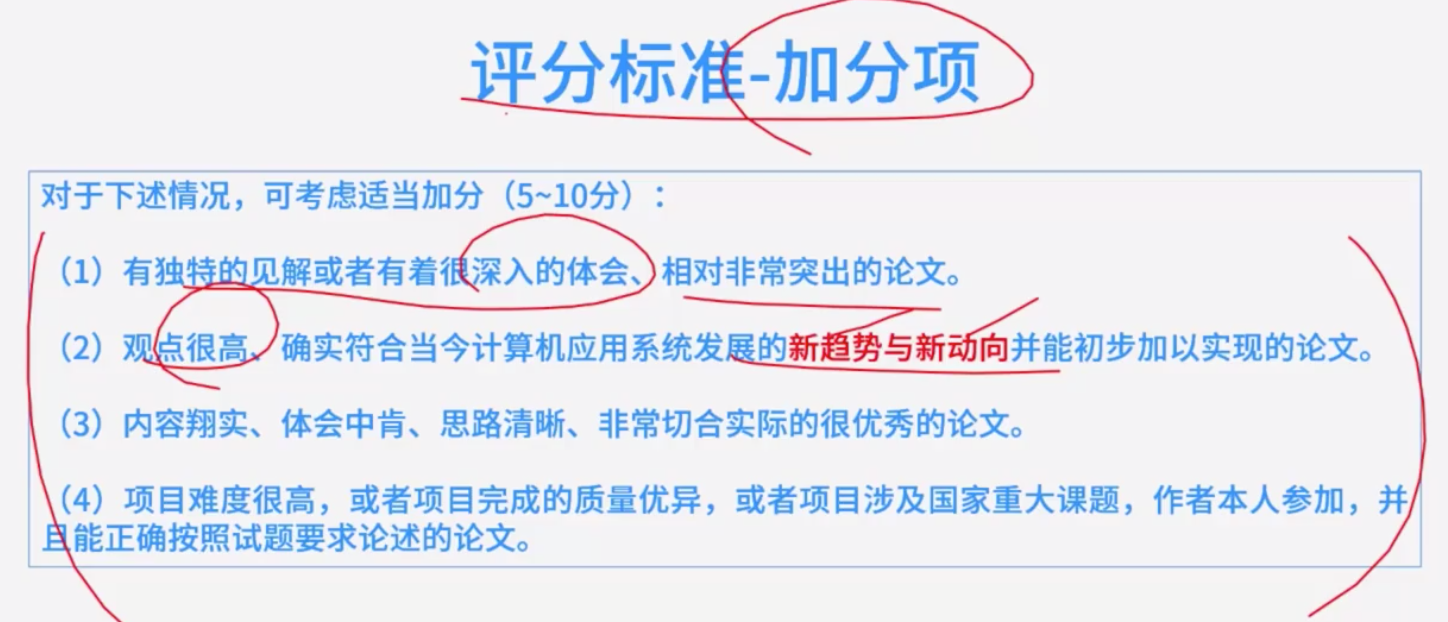 评分标准-加分项
对于下述情况，可考虑适当加分（5~10分）：
（1）有独特的见解或者有着很深入的体会、相对非常突出的论文。
（2）观点很高、确实符合当今计算机应用系统发展的新趋势与新动向并能初步加以实现的论文。
（3）内容翔实、体会中肯、思路清晰、非常切合实际的很优秀的论文。
（4）项目难度很高，或者项目完成的质量优异，或者项目涉及国家重大课题，作者本人参加，并
且能正确按照试题要求论述的论文。